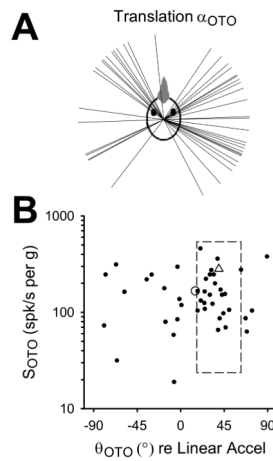 A
Translation αOTO
B
SOTO (spk/s per g)
1000
100
10
-90 -45 0 45 90
θOTO (°) re Linear Accel